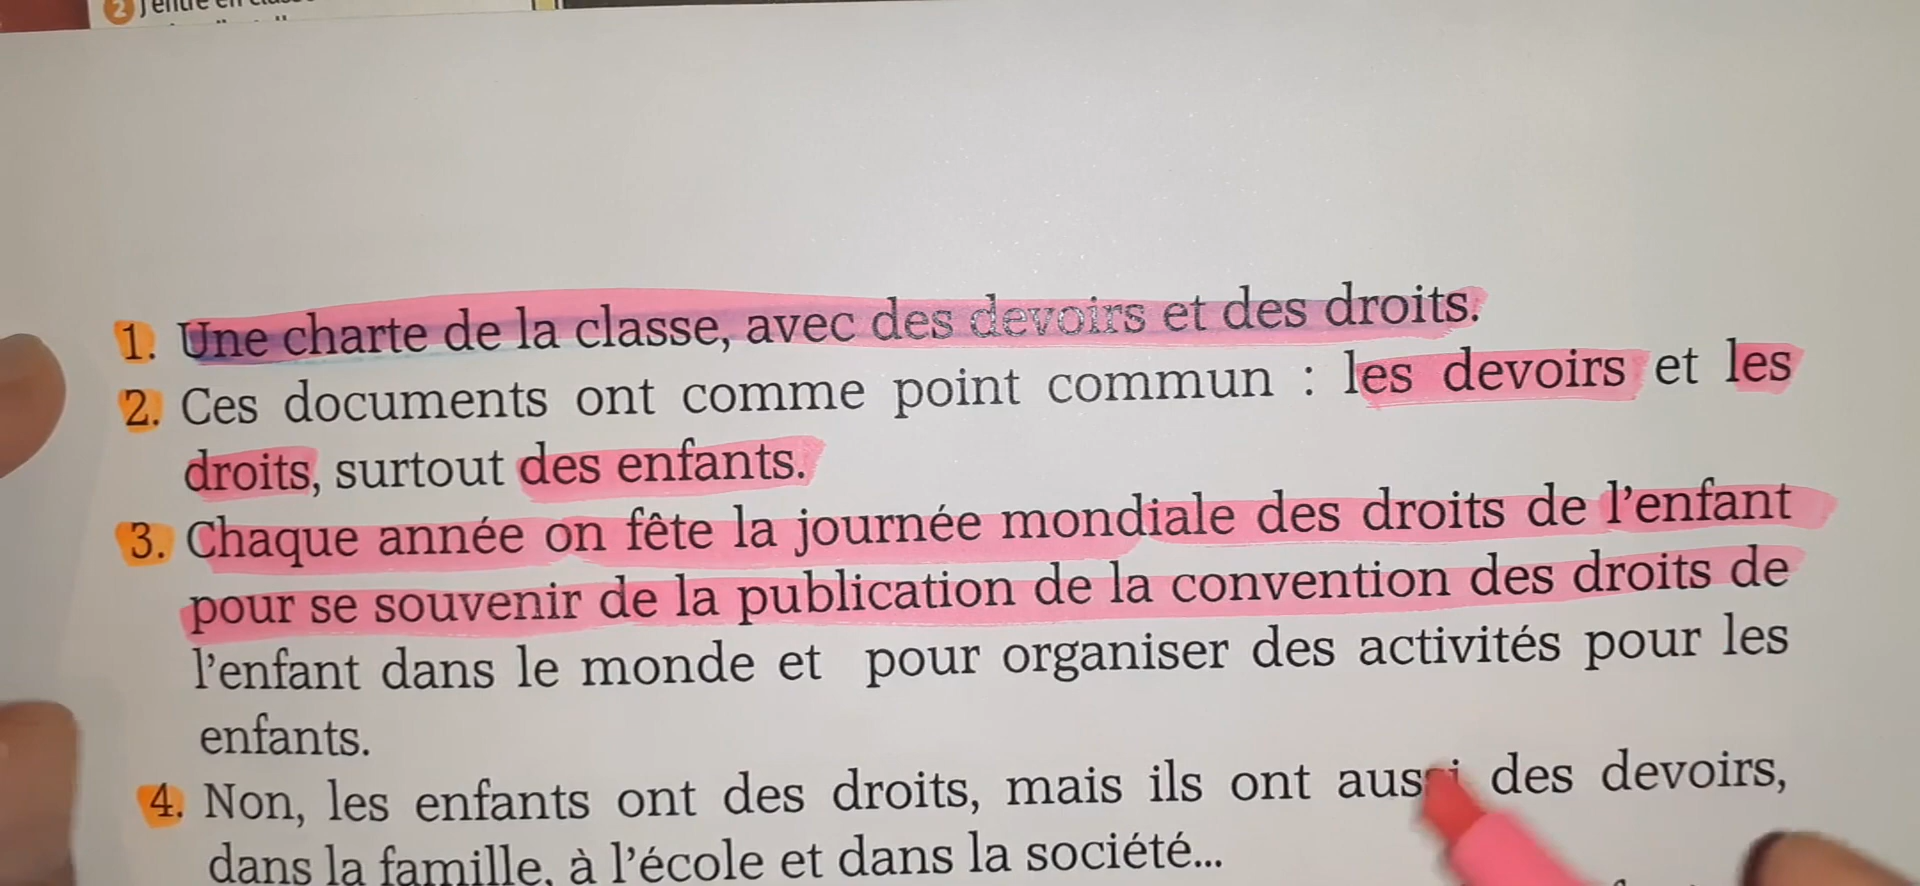 2 J'entre en
1. Une charte de la classe, avec des devoirs et des droits.
2. Ces documents ont comme point commun : les devoirs et les
droits, surtout des enfants.
3. Chaque année on fête la journée mondiale des droits de l'enfant
pour se souvenir de la publication de la convention des droits de
l'enfant dans le monde et pour organiser des activités pour les
enfants.
4. Non, les enfants ont des droits, mais ils ont aussi des devoirs,
dans la famille, à l'école et dans la société...